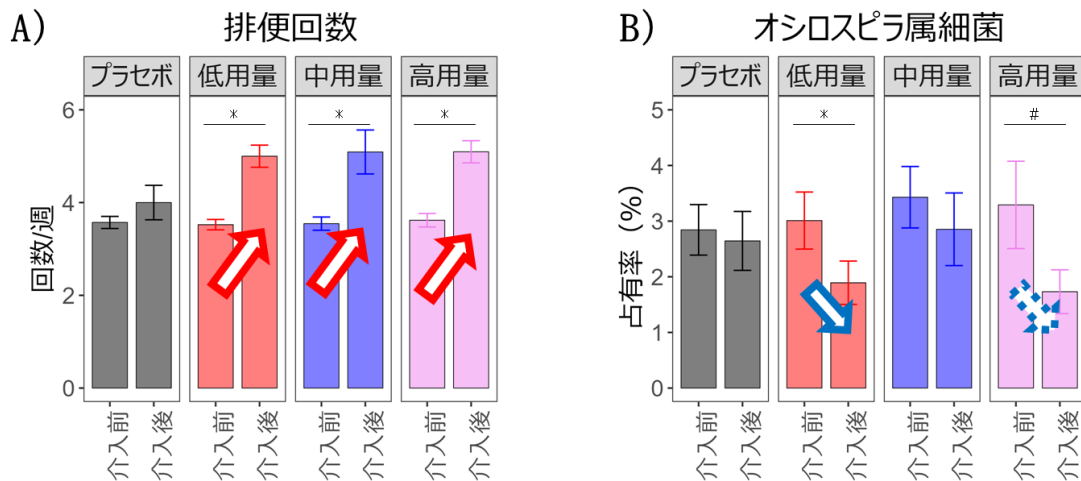 A)
排便回数
プラセボ
低用量
中用量
高用量
回数/週
6
4
2
0
*
*
*
介入前
介入後
介入前
介入後
介入前
介入後
介入前
介入後
B)
オシロスピラ属細菌
プラセボ
低用量
中用量
高用量
占有率（%）
5
4
3
2
1
0
*
#
介入前
介入後
介入前
介入後
介入前
介入後
介入前
介入後